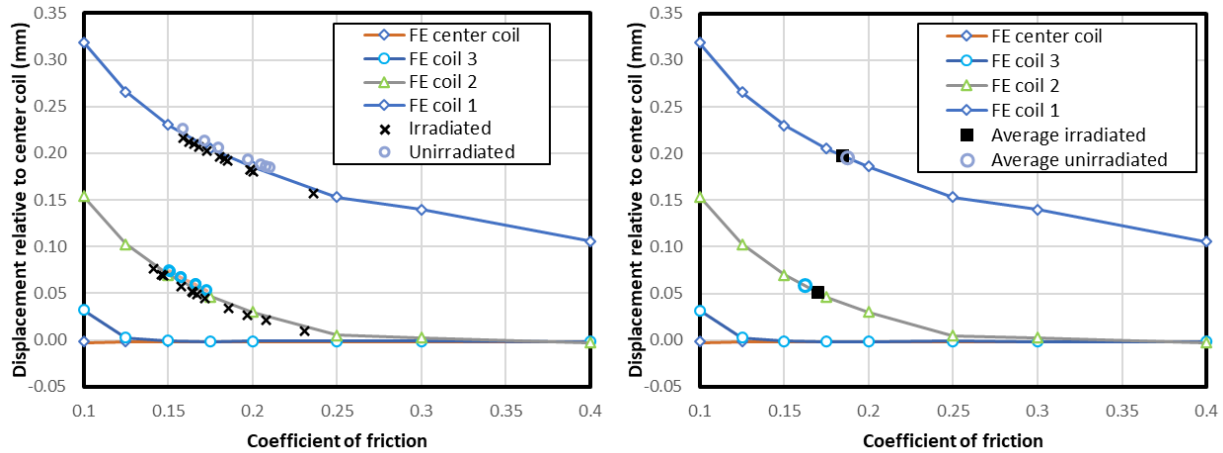 Displacement relative to center coil (mm)
0.35
0.30
0.25
0.20
0.15
0.10
0.05
0.00
-0.05
FE center coil
FE coil 3
FE coil 2
FE coil 1
Irradiated
Unirradiated
0.1 0.15 0.2 0.25 0.3 0.35 0.4
Coefficient of friction
Displacement relative to center coil (mm)
0.35
0.30
0.25
0.20
0.15
0.10
0.05
0.00
-0.05
FE center coil
FE coil 3
FE coil 2
FE coil 1
Average irradiated
Average unirradiated
0.1 0.15 0.2 0.25 0.3 0.35 0.4
Coefficient of friction